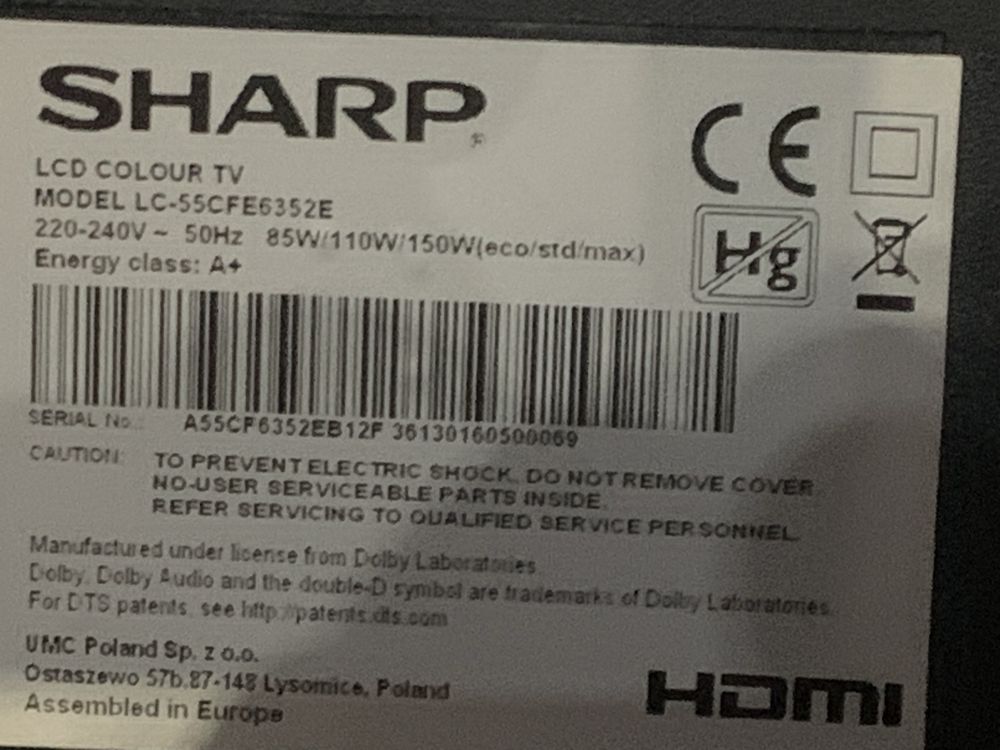 SHARP®
LCD COLOUR TV
MODEL LC-55CFE6352E
220-240V ~ 50Hz 85W/110W/150W(eco/std/max)
Energy class: A+
CE
Hg
SERIAL No.: A55CF6352EB12F 36130160500069
CAUTION: TO PREVENT ELECTRIC SHOCK, DO NOT REMOVE COVER.
NO-USER SERVICEABLE PARTS INSIDE.
REFER SERVICING TO QUALIFIED SERVICE PERSONNEL.
Manufactured under license from Dolby Laboratories.
Dolby, Dolby Audio and the double-D symbol are trademarks of Dolby Laboratories.
For DTS patents, see http://patents.dts.com
UMC Poland Sp. z o.o.
Ostaszewo 57b,87-148 Lysomice, Poland
Assembled in Europe
HDMI